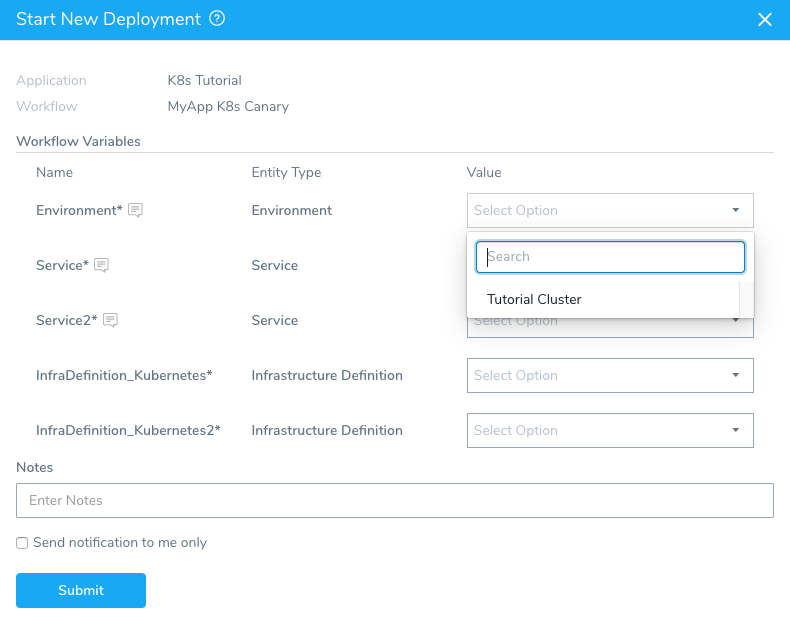 Start New Deployment ?
Application K8s Tutorial
Workflow MyApp K8s Canary
Workflow Variables
Name Entity Type Value
Environment* Environment Select Option
Search
Service* Service
Tutorial Cluster
Service2* Service Select Option
InfraDefinition_Kubernetes* Infrastructure Definition Select Option
InfraDefinition_Kubernetes2* Infrastructure Definition Select Option
Notes
Enter Notes
Send notification to me only
Submit